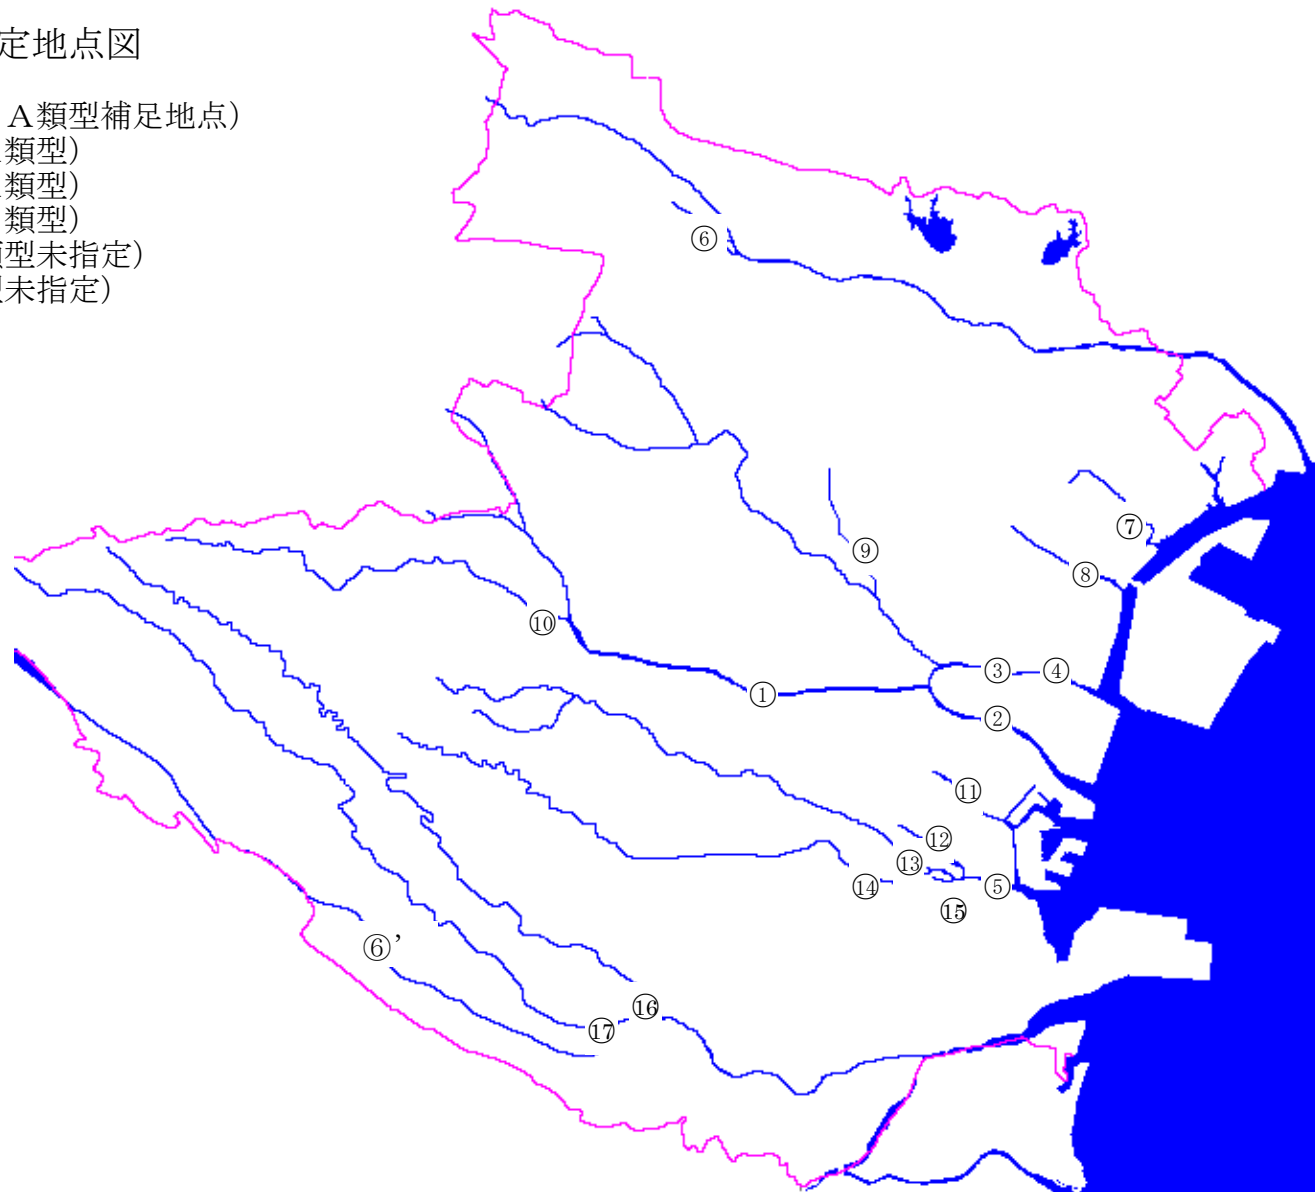 定地点図
A類型補足地点）
類型）
類型）
類型）
型未指定）
未指定）
⑥
⑦
⑨
⑧
⑩
③
④
①
②
⑪
⑫
⑬
⑭
⑤
⑮
⑥’
⑯
⑰